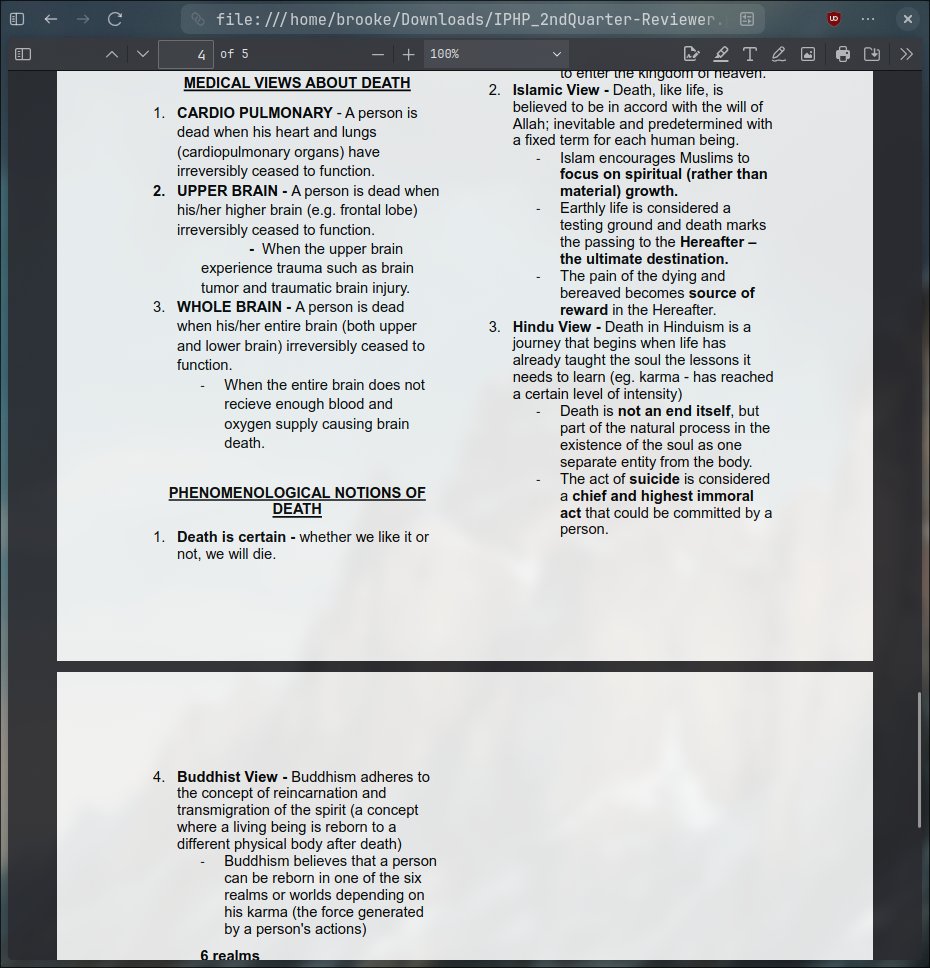 file:///home/brooke/Downloads/IPHP_2ndQuarter-Reviewer.
4 of 5
100%
MEDICAL VIEWS ABOUT DEATH
1. CARDIO PULMONARY - A person is
dead when his heart and lungs
(cardiopulmonary organs) have
irreversibly ceased to function.
2. UPPER BRAIN - A person is dead when
his/her higher brain (e.g. frontal lobe)
irreversibly ceased to function.
- When the upper brain
experience trauma such as brain
tumor and traumatic brain injury.
3. WHOLE BRAIN - A person is dead
when his/her entire brain (both upper
and lower brain) irreversibly ceased to
function.
- When the entire brain does not
recieve enough blood and
oxygen supply causing brain
death.
PHENOMENOLOGICAL NOTIONS OF
DEATH
1. Death is certain - whether we like it or
not, we will die.
to enter the kingdom of heaven.
2. Islamic View - Death, like life, is
believed to be in accord with the will of
Allah; inevitable and predetermined with
a fixed term for each human being.
- Islam encourages Muslims to
focus on spiritual (rather than
material) growth.
- Earthly life is considered a
testing ground and death marks
the passing to the Hereafter –
the ultimate destination.
- The pain of the dying and
bereaved becomes source of
reward in the Hereafter.
3. Hindu View - Death in Hinduism is a
journey that begins when life has
already taught the soul the lessons it
needs to learn (eg. karma - has reached
a certain level of intensity)
- Death is not an end itself, but
part of the natural process in the
existence of the soul as one
separate entity from the body.
- The act of suicide is considered
a chief and highest immoral
act that could be committed by a
person.
4. Buddhist View - Buddhism adheres to
the concept of reincarnation and
transmigration of the spirit (a concept
where a living being is reborn to a
different physical body after death)
- Buddhism believes that a person
can be reborn in one of the six
realms or worlds depending on
his karma (the force generated
by a person's actions)
6 realms